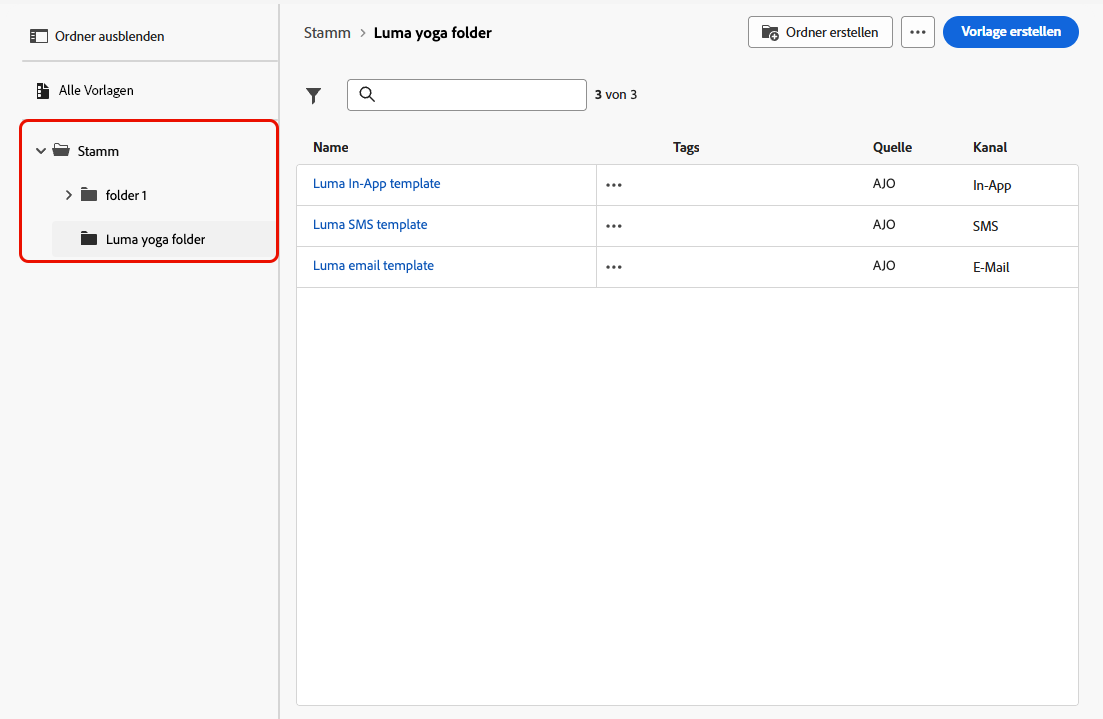 Ordner ausblenden
Alle Vorlagen
Stamm
folder 1
Luma yoga folder
Stamm > Luma yoga folder
Ordner erstellen
Vorlage erstellen
3 von 3
Name Tags Quelle Kanal
Luma In-App template AJO In-App
Luma SMS template AJO SMS
Luma email template AJO E-Mail